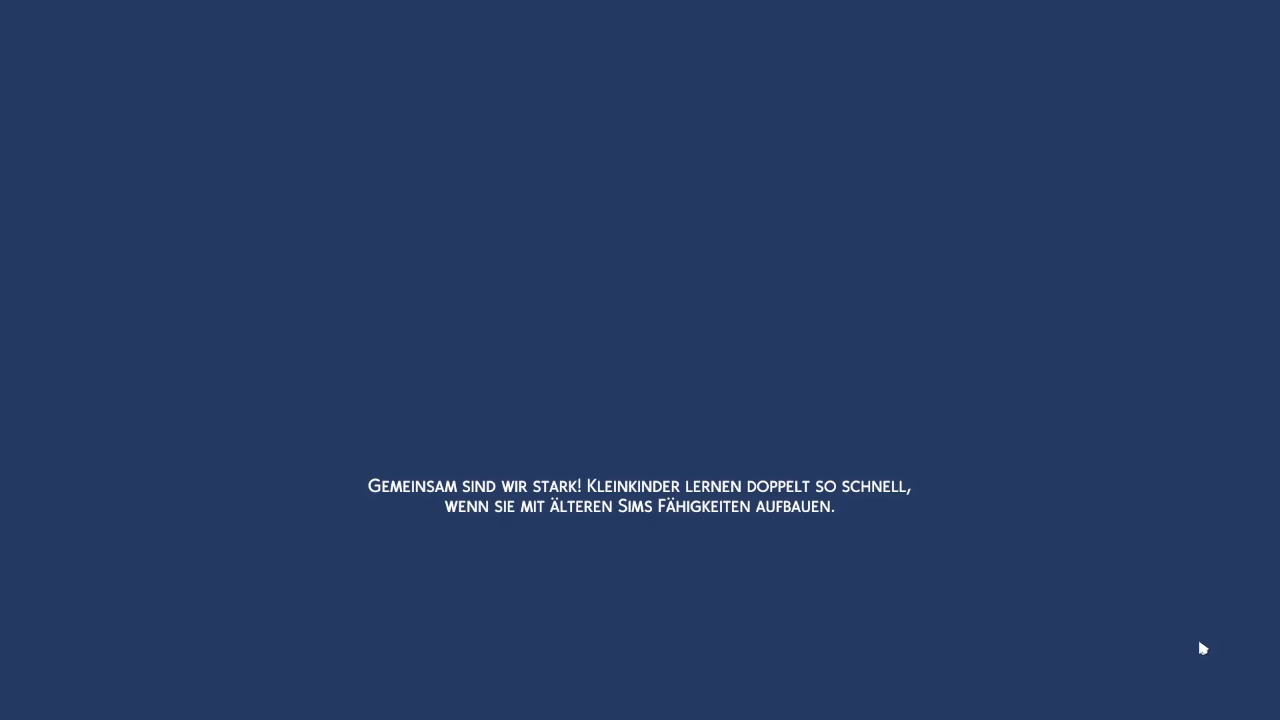 Gemeinsam sind wir stark! Kleinkinder lernen doppelt so schnell,
wenn sie mit älteren Sims Fähigkeiten aufbauen.